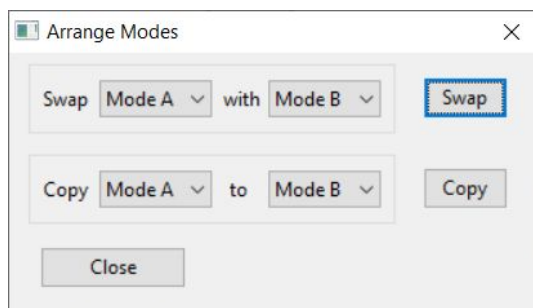 Arrange Modes
Swap Mode A with Mode B Swap
Copy Mode A to Mode B Copy
Close